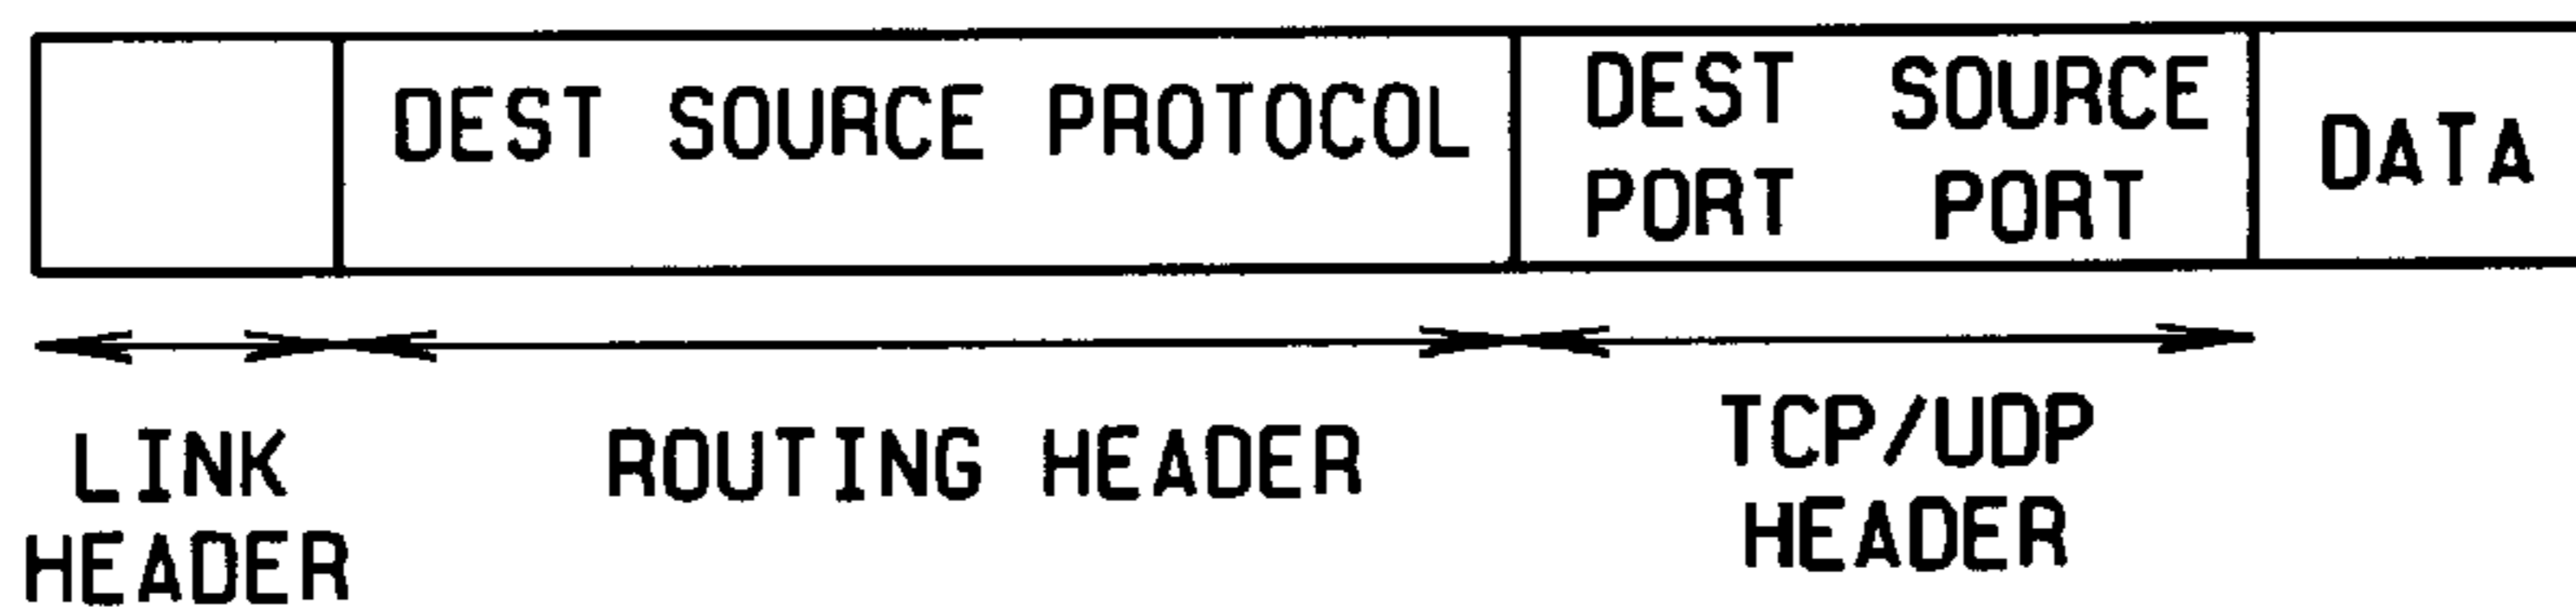 DEST SOURCE PROTOCOL
DEST SOURCE
PORT PORT
DATA
LINK
HEADER
ROUTING HEADER
TCP/UDP
HEADER